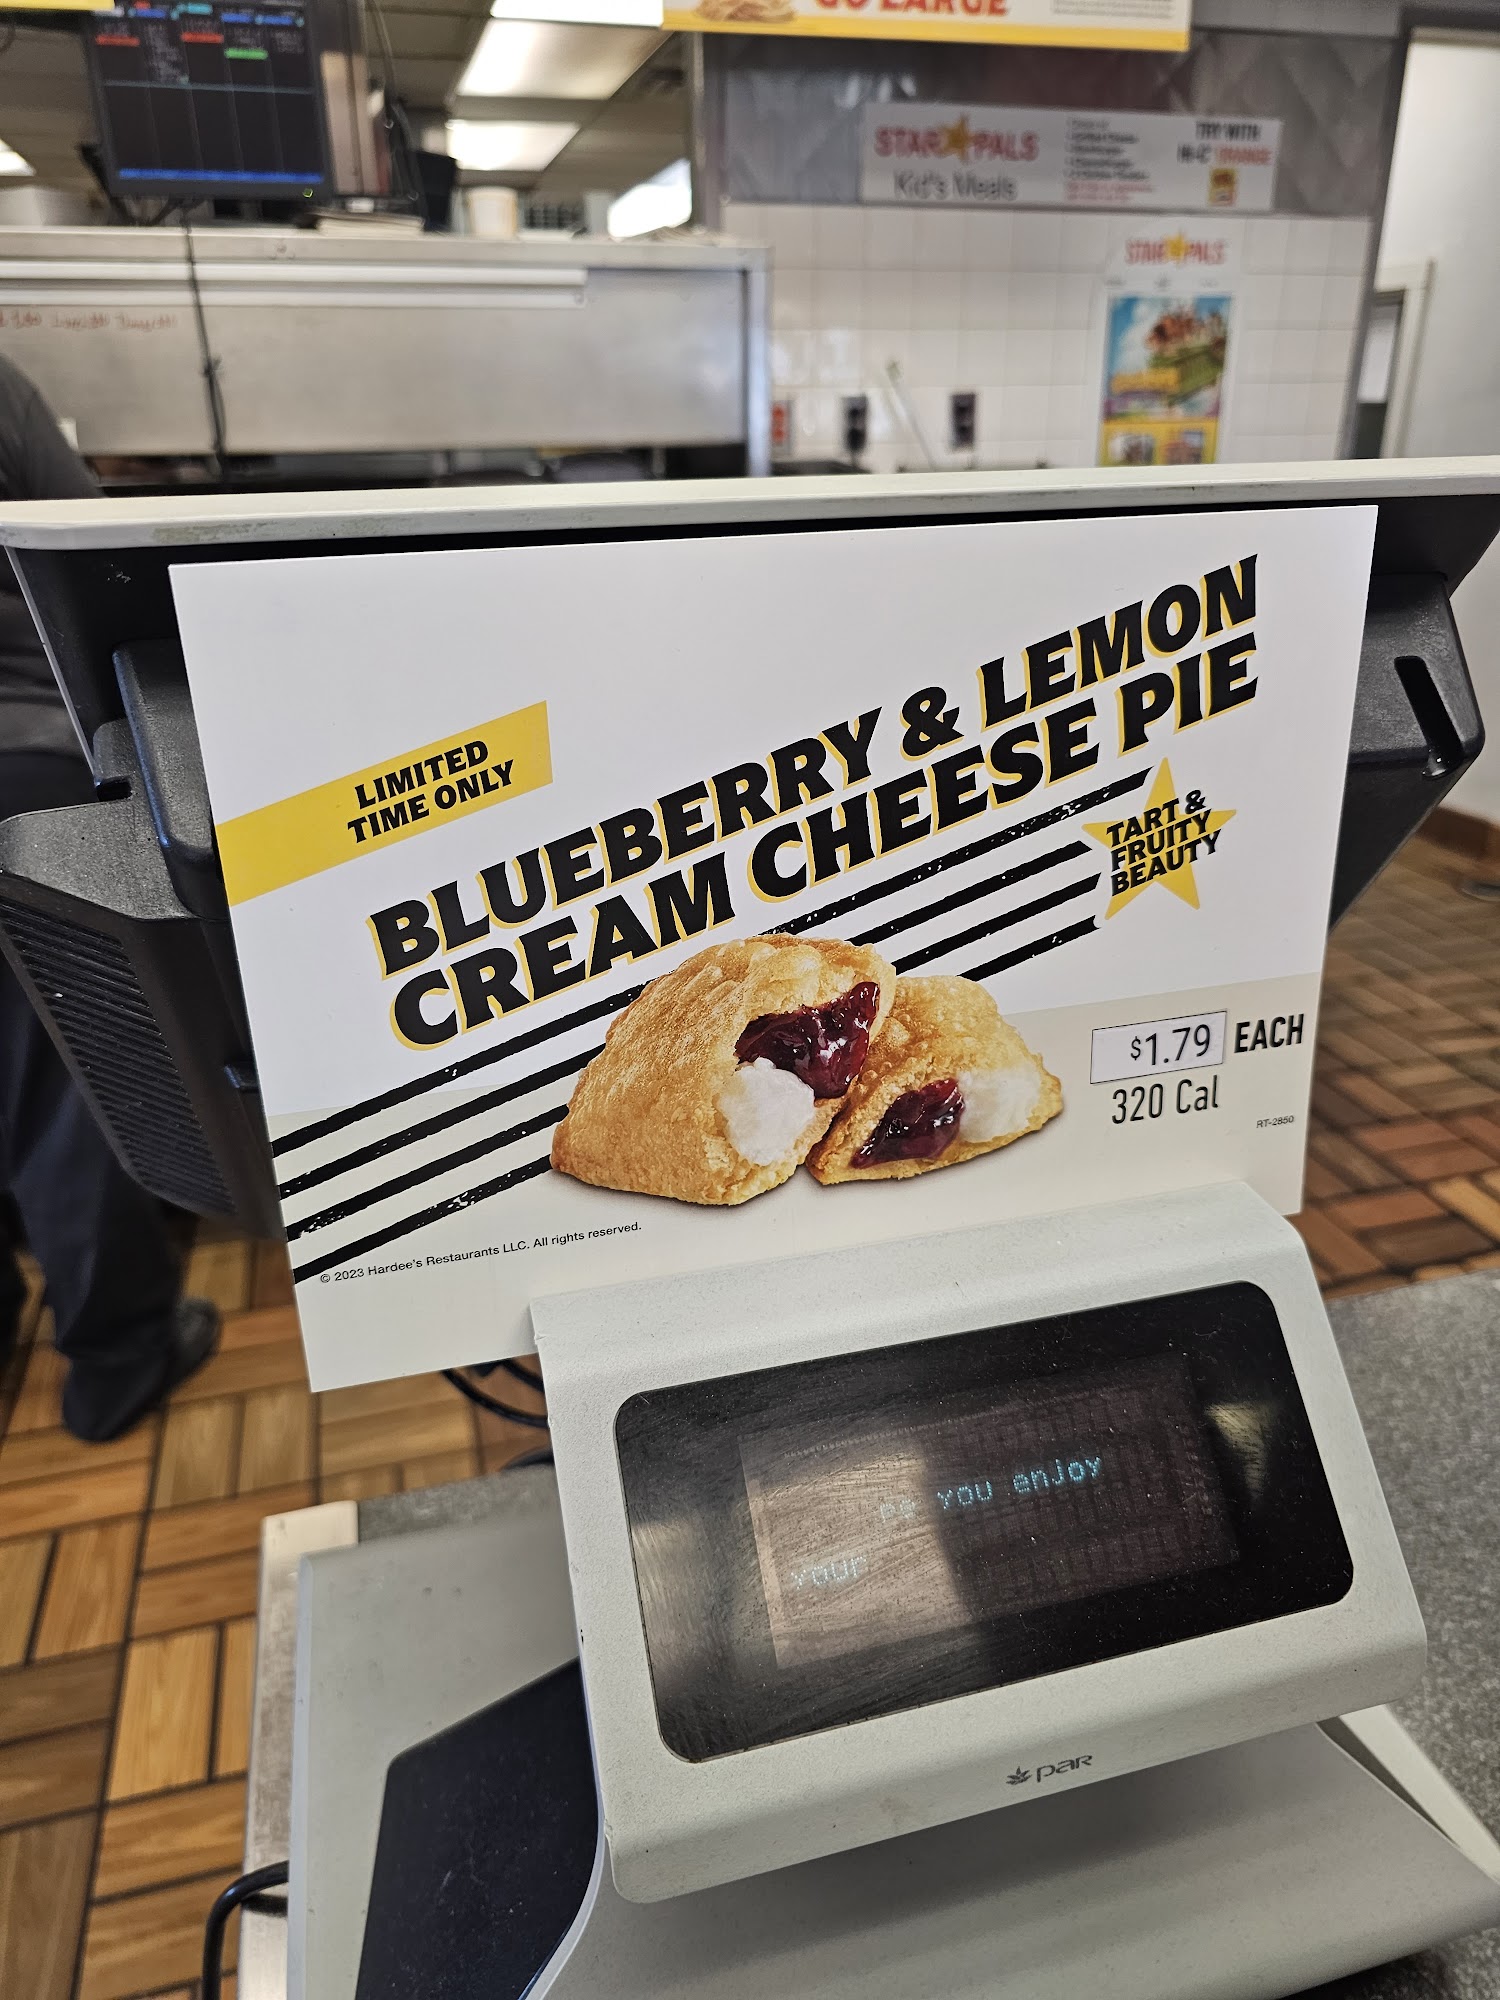 GO LARGE
STAR PALS
Kid's Meals
TRY WITH
HI-C ORANGE
STAR PALS
LIMITED
TIME ONLY
BLUEBERRY & LEMON
CREAM CHEESE PIE
TART &
FRUITY
BEAUTY
$1.79 EACH
320 Cal
RT-2850
© 2023 Hardee's Restaurants LLC. All rights reserved.
you enjoy
your
par